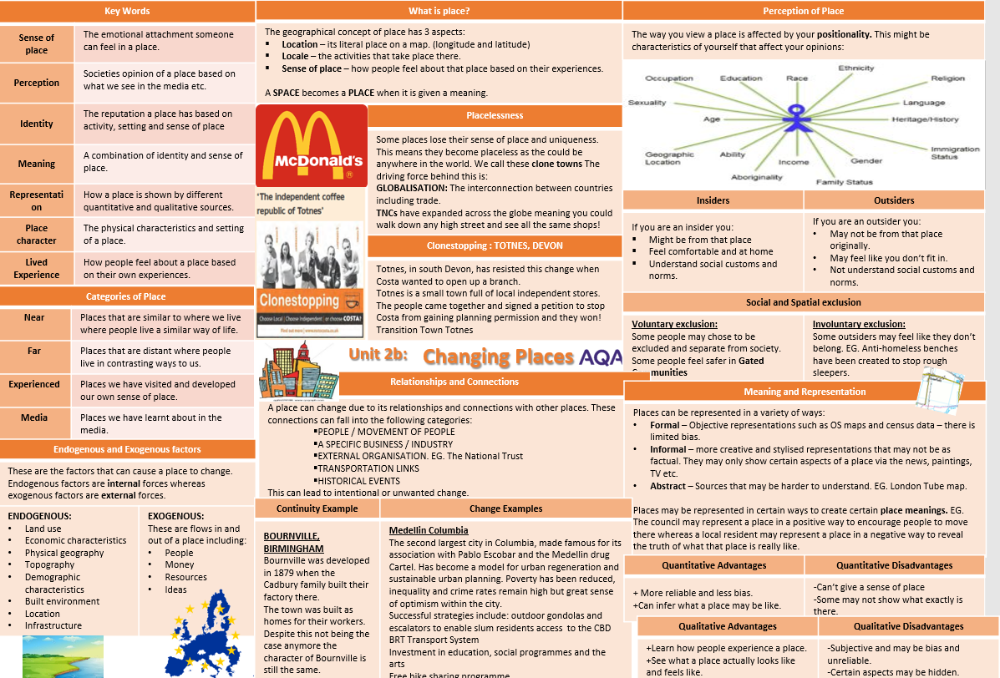 Key Words
Sense of
place
The emotional attachment someone
can feel in a place.
Perception
Societies opinion of a place based on
what we see in the media etc.
Identity
The reputation a place has based on
activity, setting and sense of place
Meaning
A combination of identity and sense of
place.
Representati
on
How a place is shown by different
quantitative and qualitative sources.
Place
character
The physical characteristics and setting
of a place.
Lived
Experience
How people feel about a place based
on their own experiences.
Categories of Place
Near
Places that are similar to where we live
where people live a similar way of life.
Far
Places that are distant where people
live in contrasting ways to us.
Experienced
Places we have visited and developed
our own sense of place.
Media
Places we have learnt about in the
media.
Endogenous and Exogenous factors
These are the factors that can cause a place to change.
Endogenous factors are internal forces whereas
exogenous factors are external forces.
ENDOGENOUS:
• Land use
• Economic characteristics
• Physical geography
• Topography
• Demographic
characteristics
• Built environment
• Location
• Infrastructure
EXOGENOUS:
These are flows in and
out of a place including:
• People
• Money
• Resources
• Ideas
What is place?
The geographical concept of place has 3 aspects:
▪ Location – its literal place on a map. (longitude and latitude)
▪ Locale – the activities that take place there.
▪ Sense of place – how people feel about that place based on their experiences.
A SPACE becomes a PLACE when it is given a meaning.
McDonald's
®
Placelessness
Some places lose their sense of place and uniqueness.
This means they become placeless as the could be
anywhere in the world. We call these clone towns The
driving force behind this is:
GLOBALISATION: The interconnection between countries
including trade.
TNCs have expanded across the globe meaning you could
walk down any high street and see all the same shops!
'The independent coffee
republic of Totnes'
Clonestopping
Choose Local | Choose Independent | or choose COSTA!
Clonestopping : TOTNES, DEVON
Totnes, in south Devon, has resisted this change when
Costa wanted to open up a branch.
Totnes is a small town full of local independent stores.
The people came together and signed a petition to stop
Costa from gaining planning permission and they won!
Transition Town Totnes
Unit 2b: Changing Places AQA
Relationships and Connections
A place can change due to its relationships and connections with other places. These
connections can fall into the following categories:
▪PEOPLE / MOVEMENT OF PEOPLE
▪A SPECIFIC BUSINESS / INDUSTRY
▪EXTERNAL ORGANISATION. EG. The National Trust
▪TRANSPORTATION LINKS
▪HISTORICAL EVENTS
This can lead to intentional or unwanted change.
Continuity Example
BOURNVILLE,
BIRMINGHAM
Bournville was developed
in 1879 when the
Cadbury family built their
factory there.
The town was built as
homes for their workers.
Despite this not being the
case anymore the
character of Bournville is
still the same.
Change Examples
Medellin Columbia
The second largest city in Columbia, made famous for its
association with Pablo Escobar and the Medellin drug
Cartel. Has become a model for urban regeneration and
sustainable urban planning. Poverty has been reduced,
inequality and crime rates remain high but great sense
of optimism within the city.
Successful strategies include: outdoor gondolas and
escalators to enable slum residents access to the CBD
BRT Transport System
Investment in education, social programmes and the
arts
Free bike sharing programme
Perception of Place
The way you view a place is affected by your positionality. This might be
characteristics of yourself that affect your opinions:
Ethnicity
Occupation
Education
Race
Religion
Sexuality
Language
Age
Heritage/History
Geographic
Location
Ability
Income
Gender
Immigration
Status
Aboriginality
Family Status
Insiders
If you are an insider you:
▪ Might be from that place
▪ Feel comfortable and at home
▪ Understand social customs and
norms.
Outsiders
If you are an outsider you:
• May not be from that place
originally.
• May feel like you don't fit in.
• Not understand social customs and
norms.
Social and Spatial exclusion
Voluntary exclusion:
Some people may chose to be
excluded and separate from society.
Some people feel safer in Gated
Involuntary exclusion:
Some outsiders may feel like they don't
belong. EG. Anti-homeless benches
have been created to stop rough
sleepers.
Meaning and Representation
Places can be represented in a variety of ways:
• Formal – Objective representations such as OS maps and census data – there is
limited bias.
• Informal – more creative and stylised representations that may not be as
factual. They may only show certain aspects of a place via the news, paintings,
TV etc.
• Abstract – Sources that may be harder to understand. EG. London Tube map.
Places may be represented in certain ways to create certain place meanings. EG.
The council may represent a place in a positive way to encourage people to move
there whereas a local resident may represent a place in a negative way to reveal
the truth of what that place is really like.
Quantitative Advantages
+ More reliable and less bias.
+Can infer what a place may be like.
Quantitative Disadvantages
-Can't give a sense of place
-Some may not show what exactly is
there.
Qualitative Advantages
+Learn how people experience a place.
+See what a place actually looks like
and feels like.
Qualitative Disadvantages
-Subjective and may be bias and
unreliable.
-Certain aspects may be hidden.